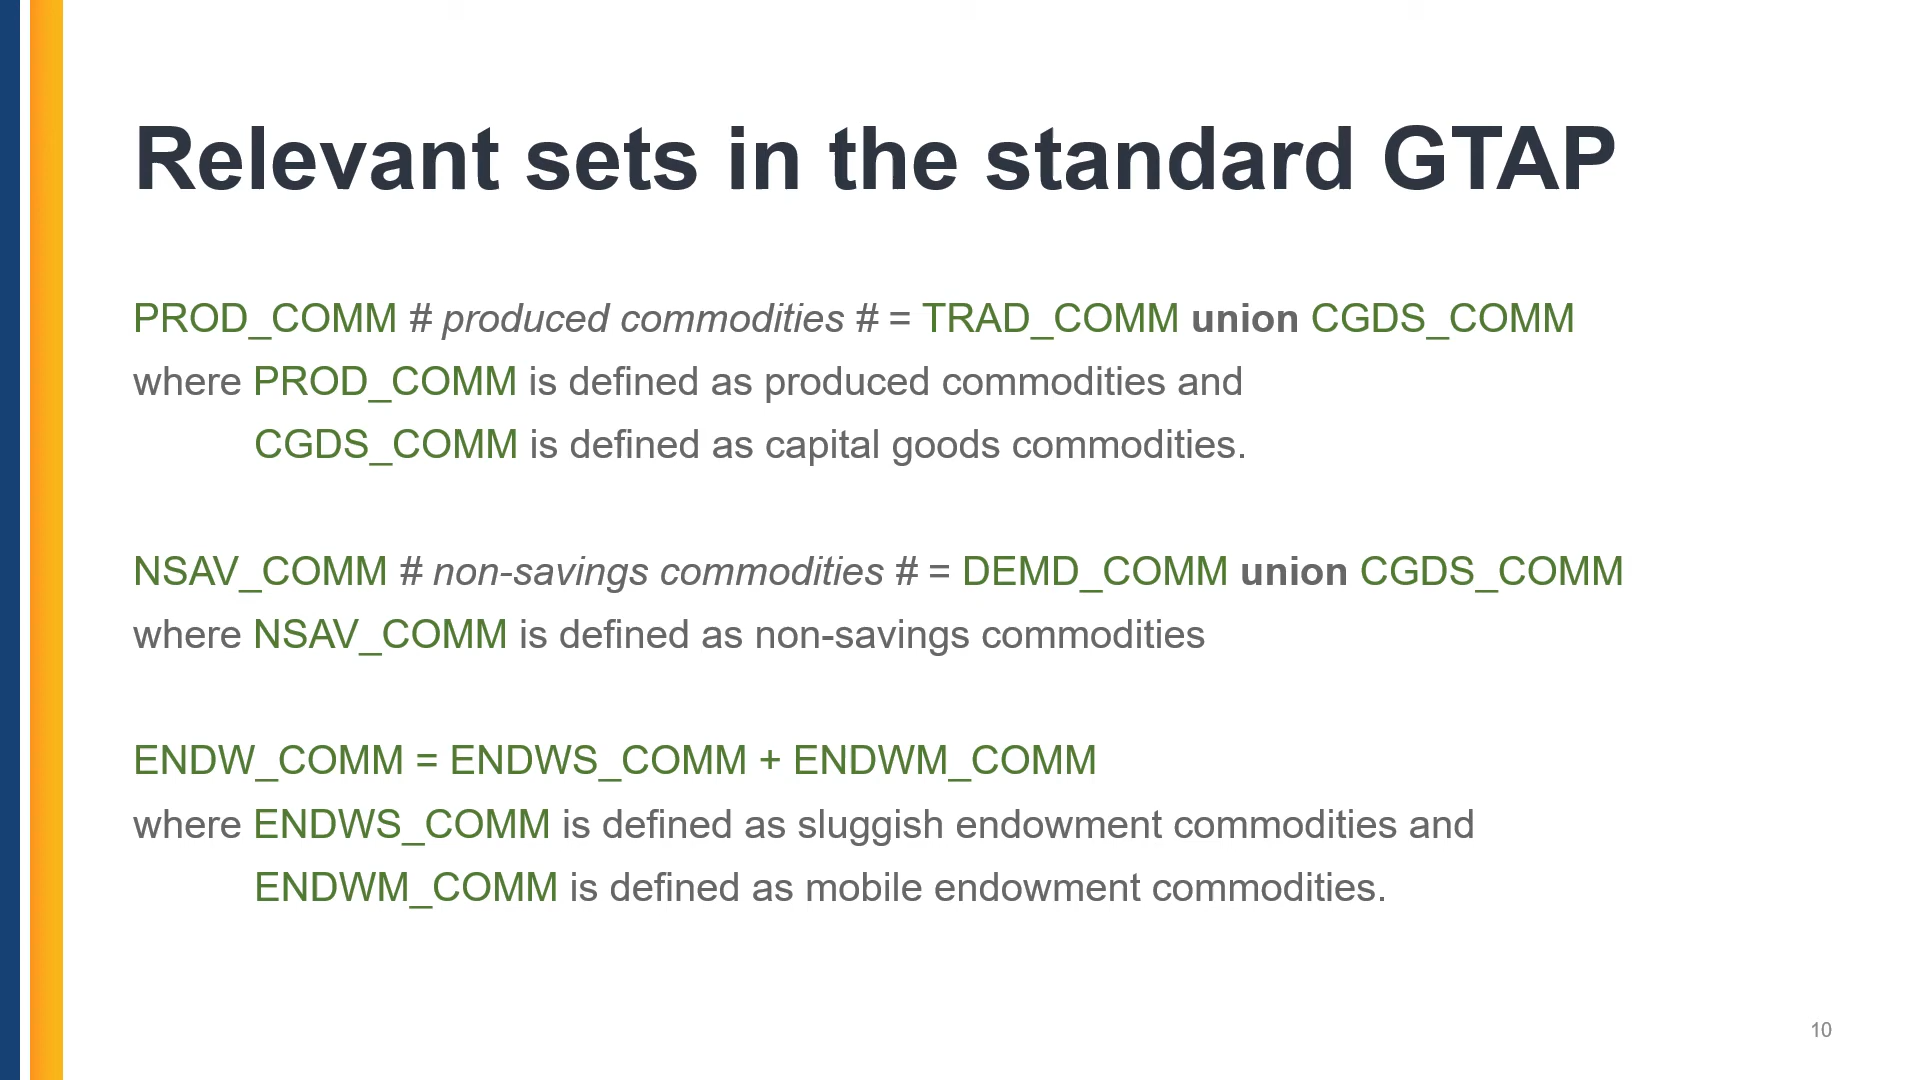 Relevant sets in the standard GTAP
PROD_COMM # produced commodities # = TRAD_COMM union CGDS_COMM
where PROD_COMM is defined as produced commodities and
CGDS_COMM is defined as capital goods commodities.
NSAV_COMM # non-savings commodities # = DEMD_COMM union CGDS_COMM
where NSAV_COMM is defined as non-savings commodities
ENDW_COMM = ENDWS_COMM + ENDWM_COMM
where ENDWS_COMM is defined as sluggish endowment commodities and
ENDWM_COMM is defined as mobile endowment commodities.
10